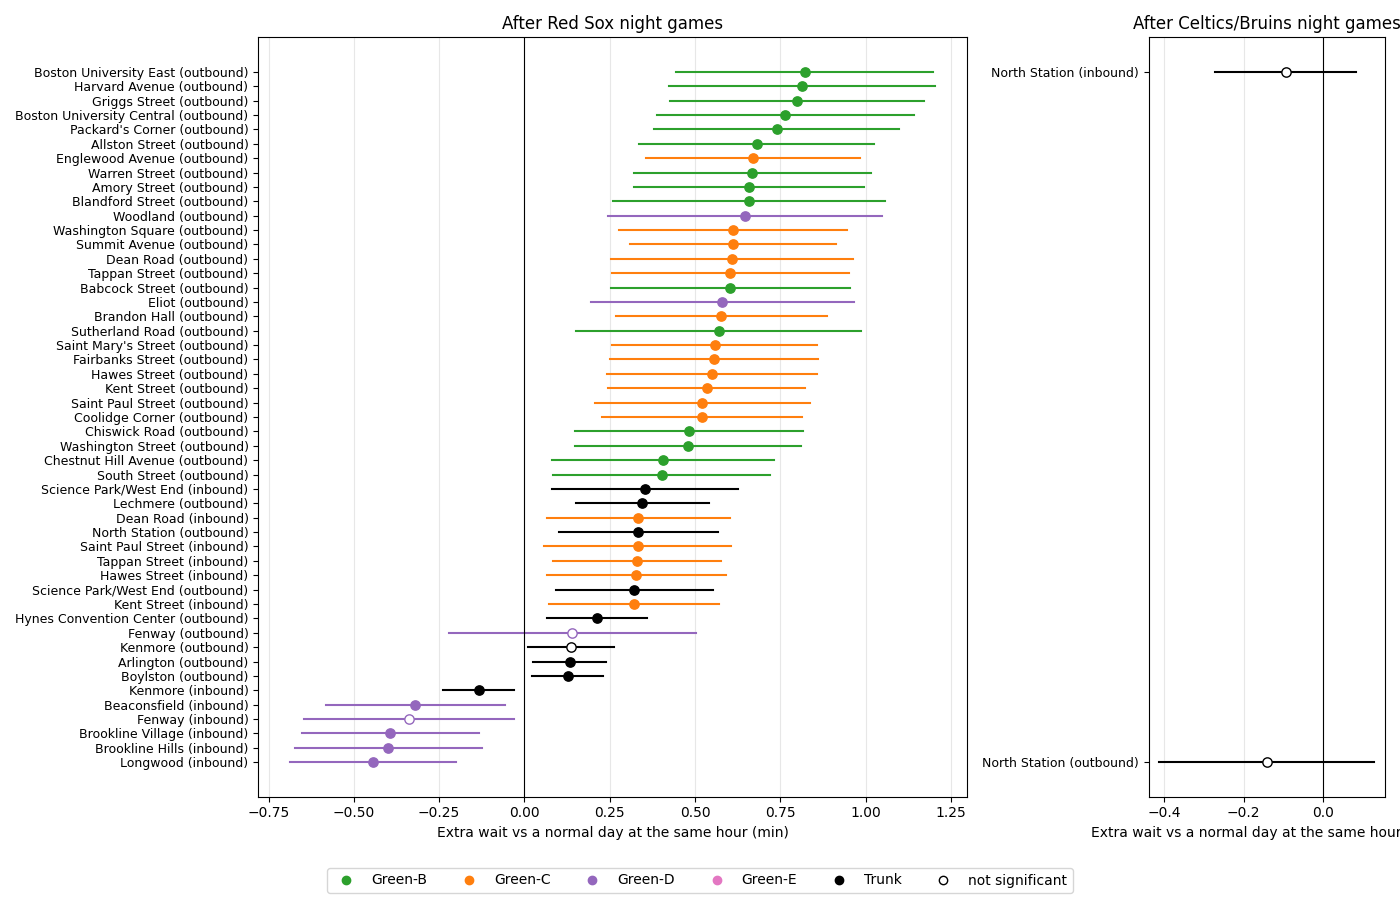 After Red Sox night games
After Celtics/Bruins night games
Boston University East (outbound)
Harvard Avenue (outbound)
Griggs Street (outbound)
Boston University Central (outbound)
Packard's Corner (outbound)
Allston Street (outbound)
Englewood Avenue (outbound)
Warren Street (outbound)
Amory Street (outbound)
Blandford Street (outbound)
Woodland (outbound)
Washington Square (outbound)
Summit Avenue (outbound)
Dean Road (outbound)
Tappan Street (outbound)
Babcock Street (outbound)
Eliot (outbound)
Brandon Hall (outbound)
Sutherland Road (outbound)
Saint Mary's Street (outbound)
Fairbanks Street (outbound)
Hawes Street (outbound)
Kent Street (outbound)
Saint Paul Street (outbound)
Coolidge Corner (outbound)
Chiswick Road (outbound)
Washington Street (outbound)
Chestnut Hill Avenue (outbound)
South Street (outbound)
Science Park/West End (inbound)
Lechmere (outbound)
Dean Road (inbound)
North Station (outbound)
Saint Paul Street (inbound)
Tappan Street (inbound)
Hawes Street (inbound)
Science Park/West End (outbound)
Kent Street (inbound)
Hynes Convention Center (outbound)
Fenway (outbound)
Kenmore (outbound)
Arlington (outbound)
Boylston (outbound)
Kenmore (inbound)
Beaconsfield (inbound)
Fenway (inbound)
Brookline Village (inbound)
Brookline Hills (inbound)
Longwood (inbound)
−0.75 −0.50 −0.25 0.00 0.25 0.50 0.75 1.00 1.25
Extra wait vs a normal day at the same hour (min)
North Station (inbound)
North Station (outbound)
−0.4 −0.2 0.0
Extra wait vs a normal day at the same hour
Green-B Green-C Green-D Green-E Trunk not significant